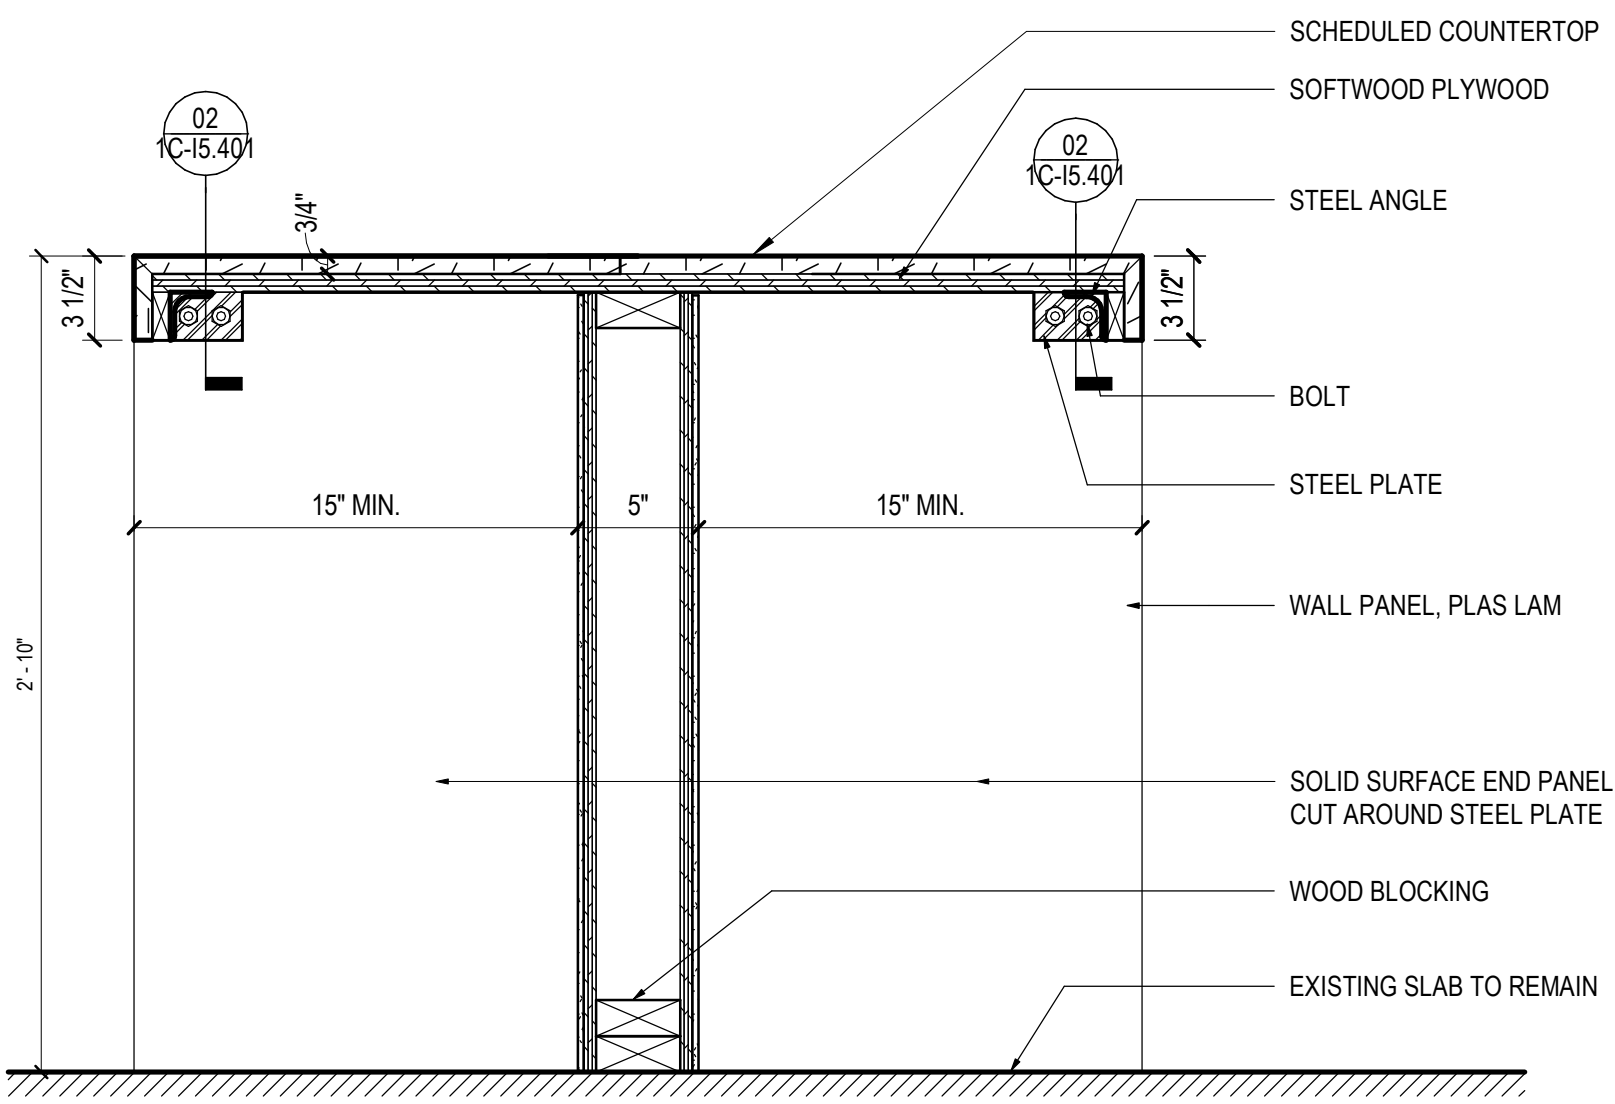 SCHEDULED COUNTERTOP
SOFTWOOD PLYWOOD
02
1C-I5.401
02
1C-I5.401
STEEL ANGLE
3/4"
3 1/2"
3 1/2"
BOLT
STEEL PLATE
15" MIN.
5"
15" MIN.
WALL PANEL, PLAS LAM
2' - 10"
SOLID SURFACE END PANEL
CUT AROUND STEEL PLATE
WOOD BLOCKING
EXISTING SLAB TO REMAIN